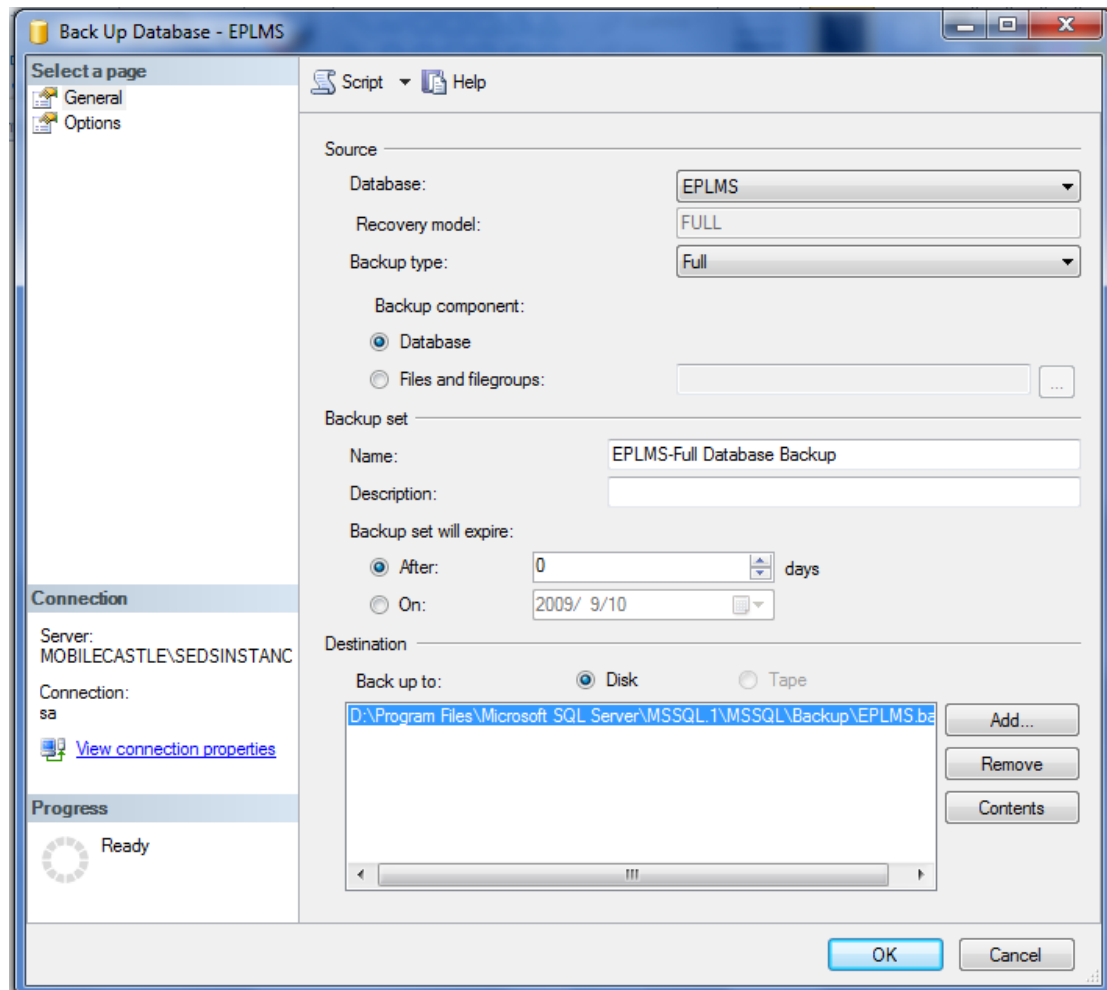 Back Up Database - EPLMS
Select a page
General
Options
Script
Help
Source
Database:
EPLMS
Recovery model:
FULL
Backup type:
Full
Backup component:
Database
Files and filegroups:
...
Backup set
Name:
EPLMS-Full Database Backup
Description:
Backup set will expire:
After:
0
days
On:
2009/ 9/10
Destination
Back up to:
Disk
Tape
D:\Program Files\Microsoft SQL Server\MSSQL.1\MSSQL\Backup\EPLMS.ba
Add...
Remove
Contents
Connection
Server:
MOBILECASTLE\SEDSINSTANC
Connection:
sa
View connection properties
Progress
Ready
OK
Cancel